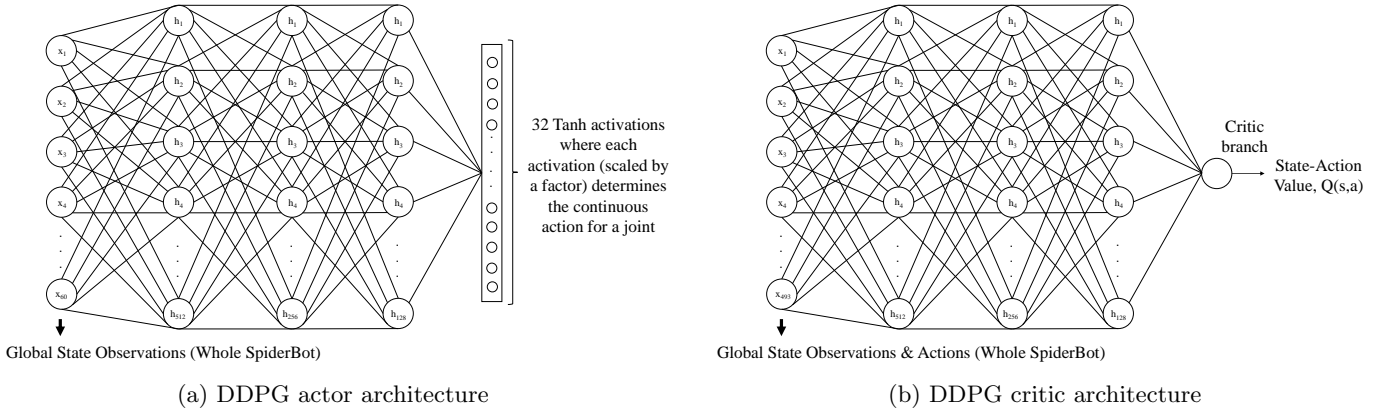 x1
x2
x3
x4
x60
h1
h2
h3
h4
h512
h1
h2
h3
h4
h256
h1
h2
h3
h4
h128
32 Tanh activations
where each
activation (scaled by
a factor) determines
the continuous
action for a joint
Global State Observations (Whole SpiderBot)
(a) DDPG actor architecture
x1
x2
x3
x4
x493
h1
h2
h3
h4
h512
h1
h2
h3
h4
h256
h1
h2
h3
h4
h128
Critic
branch
State-Action
Value, Q(s,a)
Global State Observations & Actions (Whole SpiderBot)
(b) DDPG critic architecture